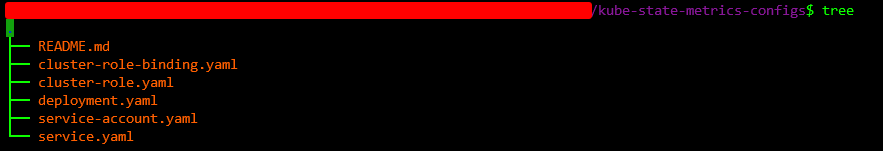 /kube-state-metrics-configs$ tree
.
├── README.md
├── cluster-role-binding.yaml
├── cluster-role.yaml
├── deployment.yaml
├── service-account.yaml
└── service.yaml